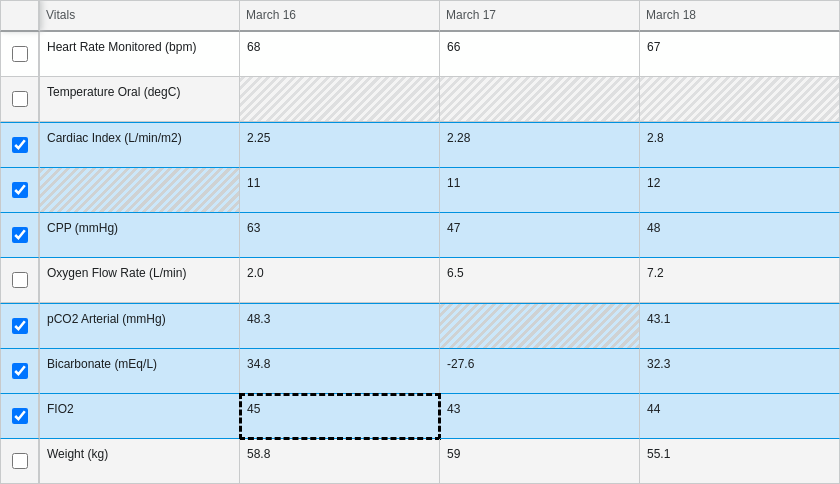 Vitals March 16 March 17 March 18
Heart Rate Monitored (bpm) 68 66 67
Temperature Oral (degC)
Cardiac Index (L/min/m2) 2.25 2.28 2.8
11 11 12
CPP (mmHg) 63 47 48
Oxygen Flow Rate (L/min) 2.0 6.5 7.2
pCO2 Arterial (mmHg) 48.3 43.1
Bicarbonate (mEq/L) 34.8 -27.6 32.3
FIO2 45 43 44
Weight (kg) 58.8 59 55.1